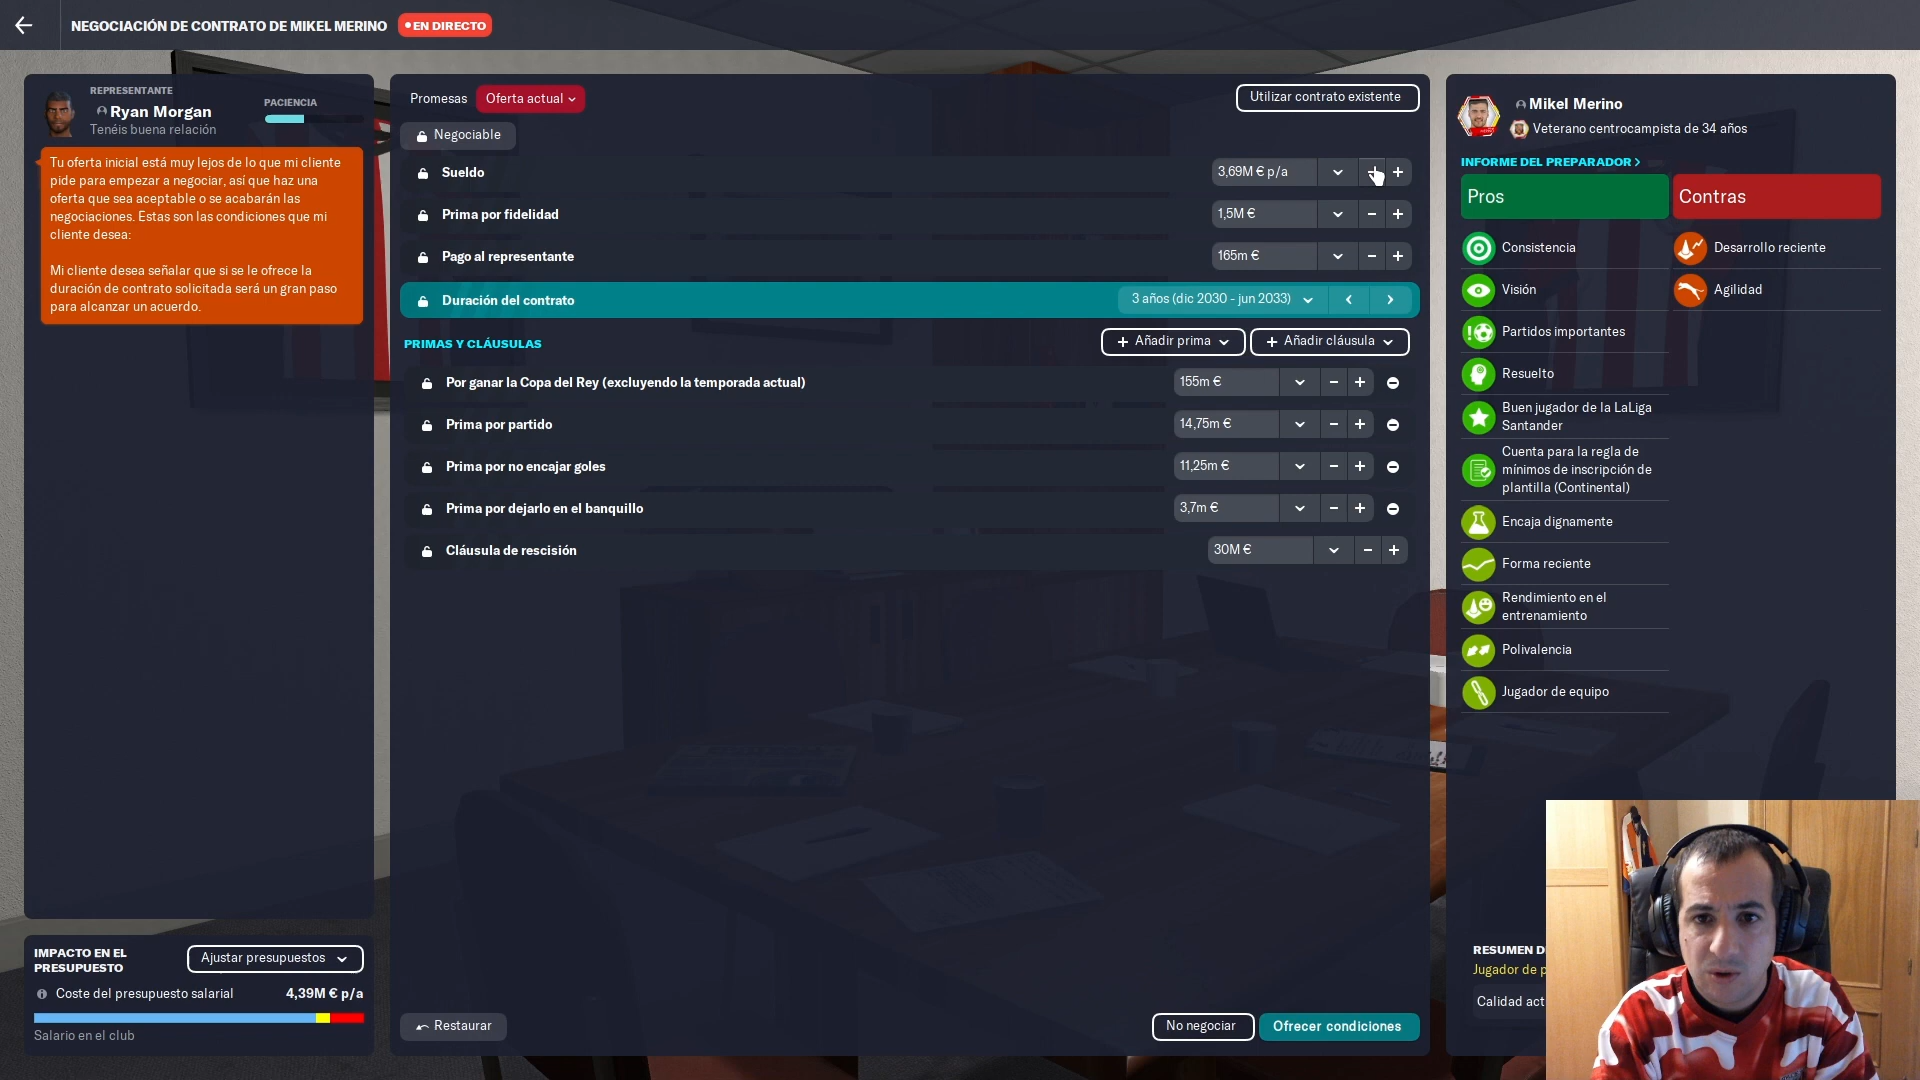 NEGOCIACIÓN DE CONTRATO DE MIKEL MERINO
EN DIRECTO
REPRESENTANTE
Ryan Morgan
Tenéis buena relación
PACIENCIA
Tu oferta inicial está muy lejos de lo que mi cliente
pide para empezar a negociar, así que haz una
oferta que sea aceptable o se acabarán las
negociaciones. Estas son las condiciones que mi
cliente desea:
Mi cliente desea señalar que si se le ofrece la
duración de contrato solicitada será un gran paso
para alcanzar un acuerdo.
IMPACTO EN EL
PRESUPUESTO
Ajustar presupuestos
Coste del presupuesto salarial 4,39M € p/a
Salario en el club
Promesas Oferta actual
Utilizar contrato existente
Negociable
Sueldo 3,69M € p/a
Prima por fidelidad 1,5M €
Pago al representante 165m €
Duración del contrato 3 años (dic 2030 - jun 2033)
PRIMAS Y CLÁUSULAS
Añadir prima
Añadir cláusula
Por ganar la Copa del Rey (excluyendo la temporada actual) 155m €
Prima por partido 14,75m €
Prima por no encajar goles 11,25m €
Prima por dejarlo en el banquillo 3,7m €
Cláusula de rescisión 30M €
Restaurar
No negociar
Ofrecer condiciones
Mikel Merino
Veterano centrocampista de 34 años
INFORME DEL PREPARADOR
Pros
Contras
Consistencia
Desarrollo reciente
Visión
Agilidad
Partidos importantes
Resuelto
Buen jugador de la LaLiga
Santander
Cuenta para la regla de
mínimos de inscripción de
plantilla (Continental)
Encaja dignamente
Forma reciente
Rendimiento en el
entrenamiento
Polivalencia
Jugador de equipo
RESUMEN D
Jugador de p
Calidad act